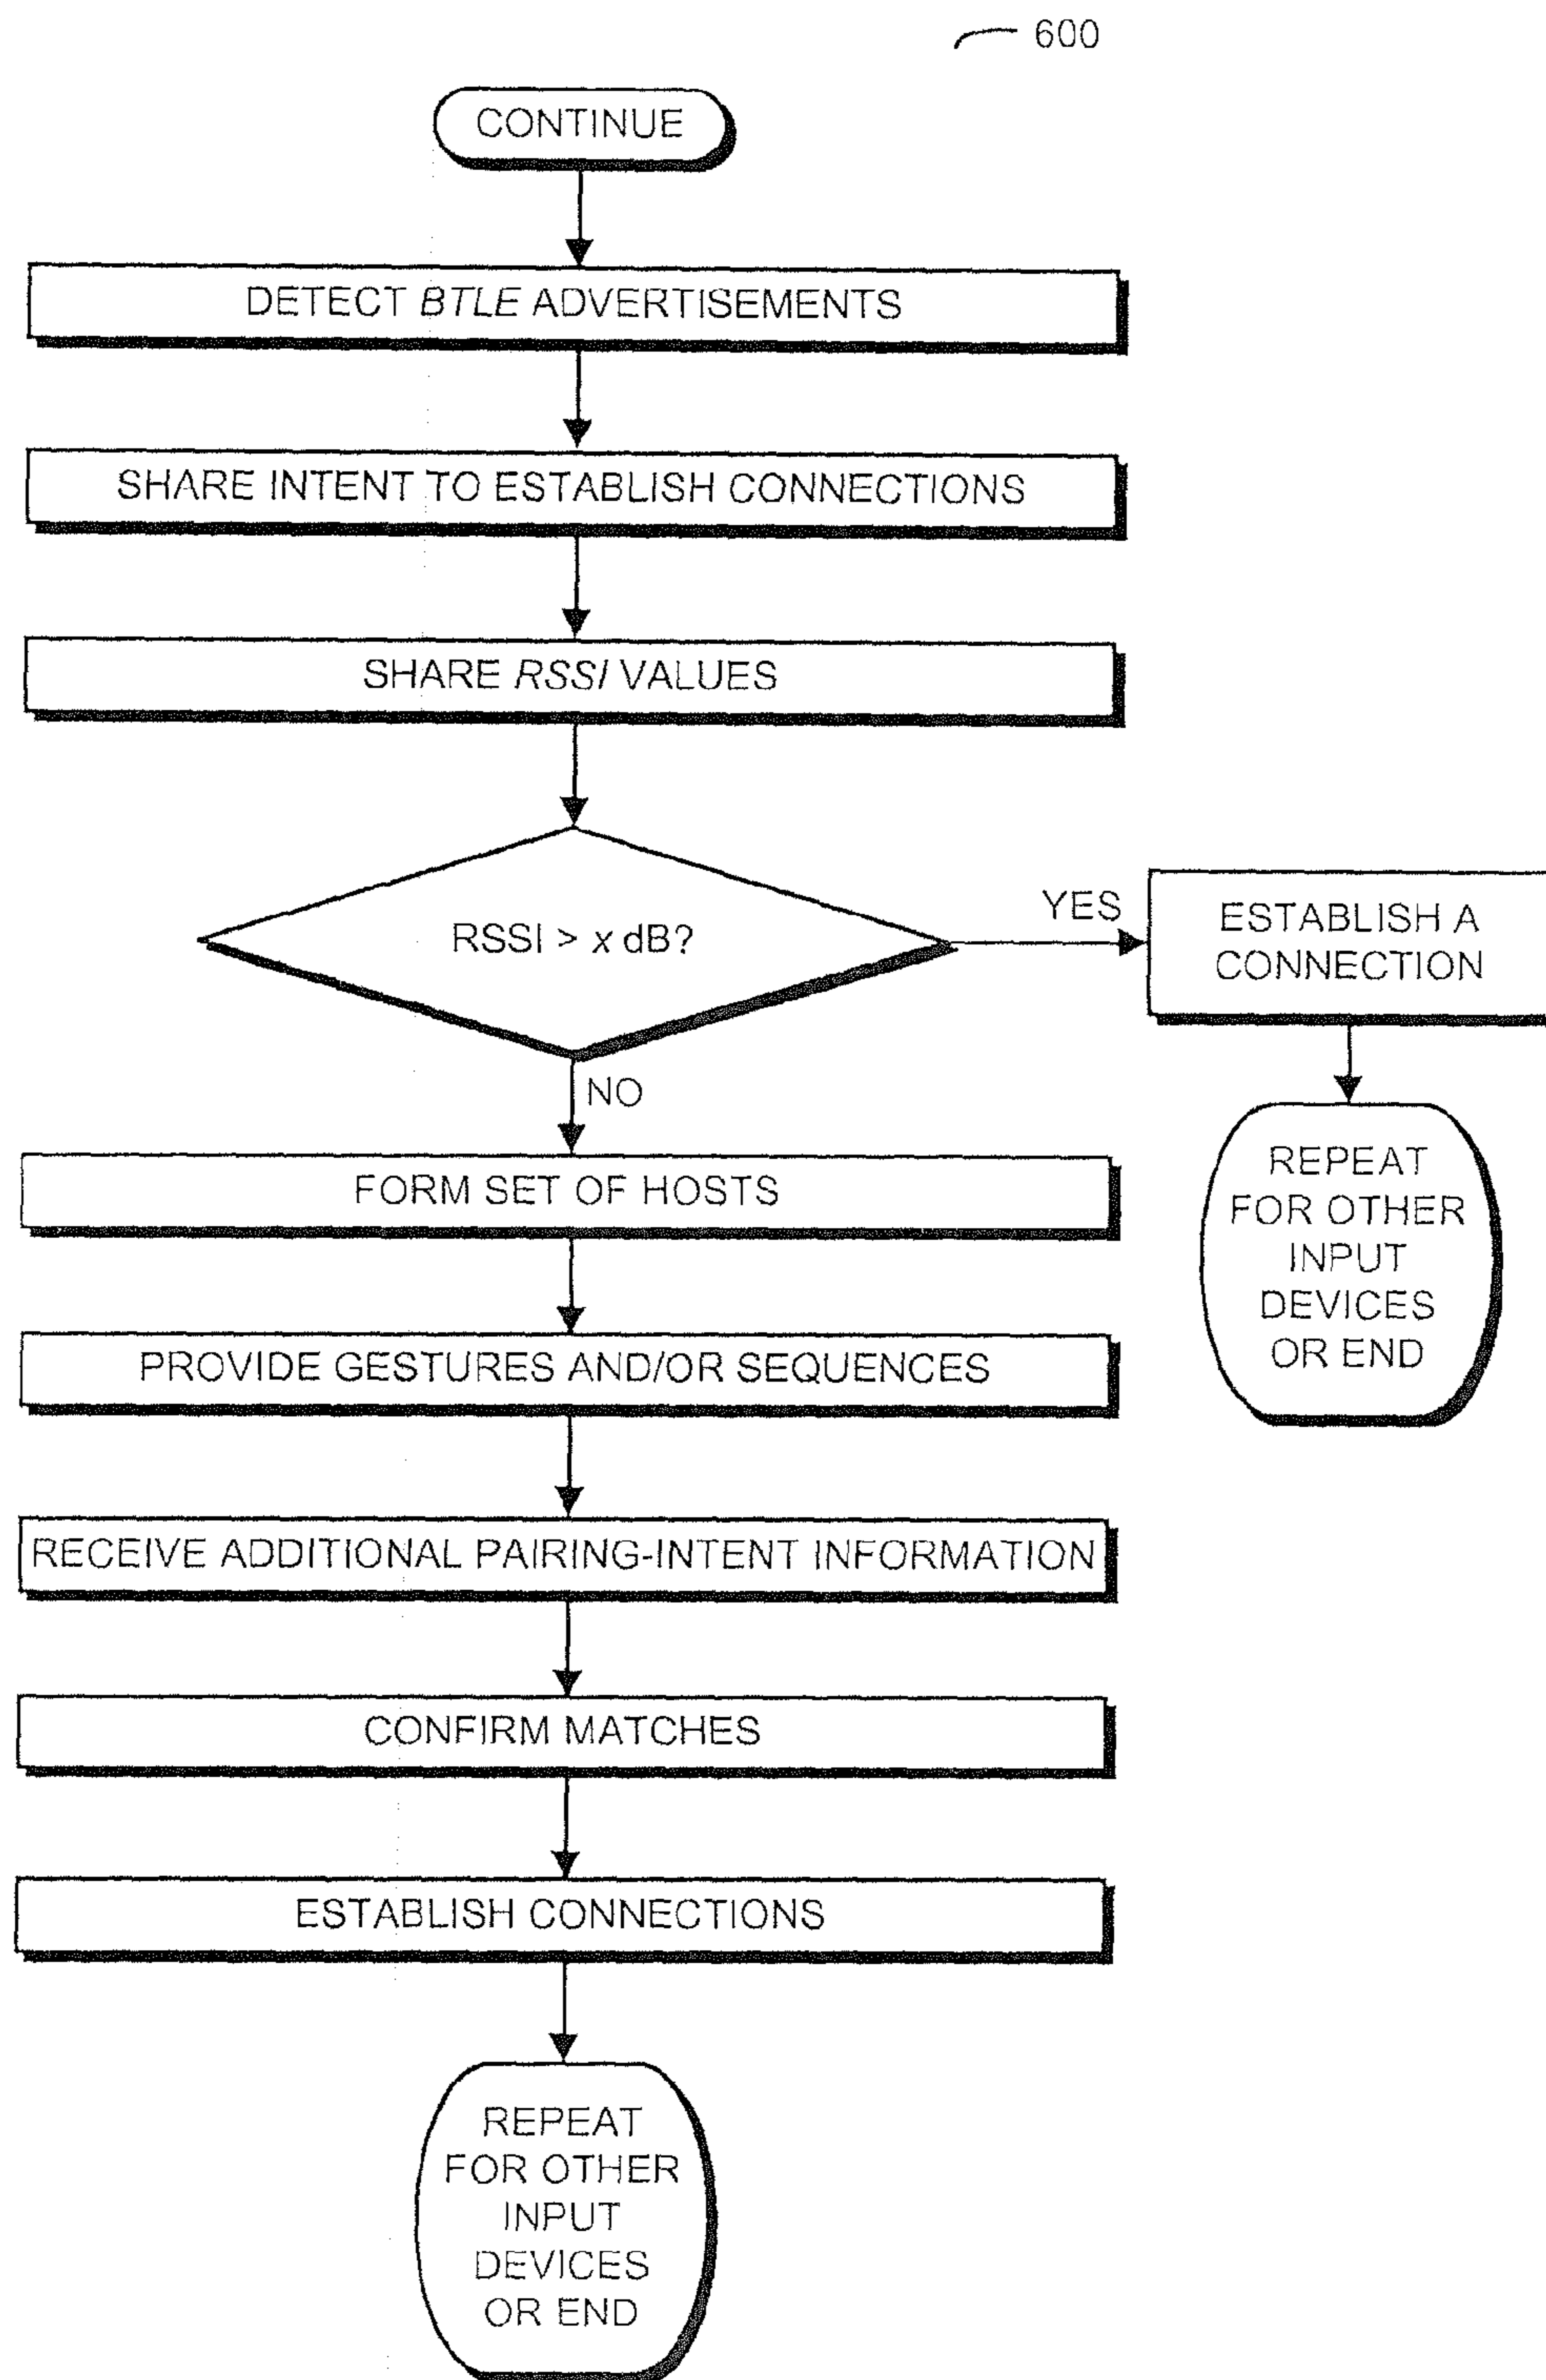 600
CONTINUE
DETECT BTLE ADVERTISEMENTS
SHARE INTENT TO ESTABLISH CONNECTIONS
SHARE RSSI VALUES
RSSI > x dB?
YES
ESTABLISH A
CONNECTION
REPEAT
FOR OTHER
INPUT
DEVICES
OR END
NO
FORM SET OF HOSTS
PROVIDE GESTURES AND/OR SEQUENCES
RECEIVE ADDITIONAL PAIRING-INTENT INFORMATION
CONFIRM MATCHES
ESTABLISH CONNECTIONS
REPEAT
FOR OTHER
INPUT
DEVICES
OR END